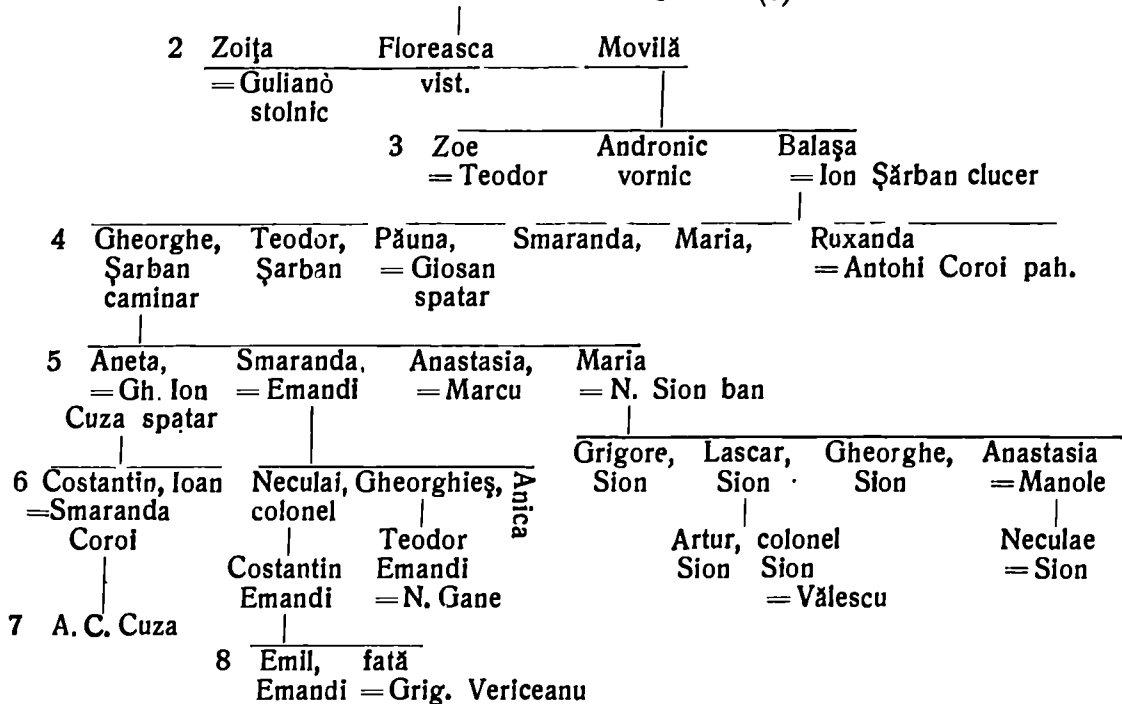 2 Zoiţa Floreasca Movilă
= Gulianò vist.
stolnic
3 Zoe Andronic Balaşa
= Teodor vornic = Ion Şărban clucer
4 Gheorghe, Teodor, Păuna, Smaranda, Maria, Ruxanda
Şarban Şarban = Giosan = Antohi Coroi pah.
caminar spatar
5 Aneta, Smaranda, Anastasia, Maria
= Gh. Ion = Emandi = Marcu = N. Sion ban
Cuza spatar
Grigore, Lascar, Gheorghe, Anastasia
6 Costantin, Ioan Neculai, Gheorghieş, Anica Sion Sion Sion = Manole
=Smaranda colonel
Coroi Teodor Artur, colonel Neculae
Costantin Emandi Sion Sion = Sion
Emandi = N. Gane = Vălescu
7 A. C. Cuza
8 Emil, fată
Emandi = Grig. Vericeanu